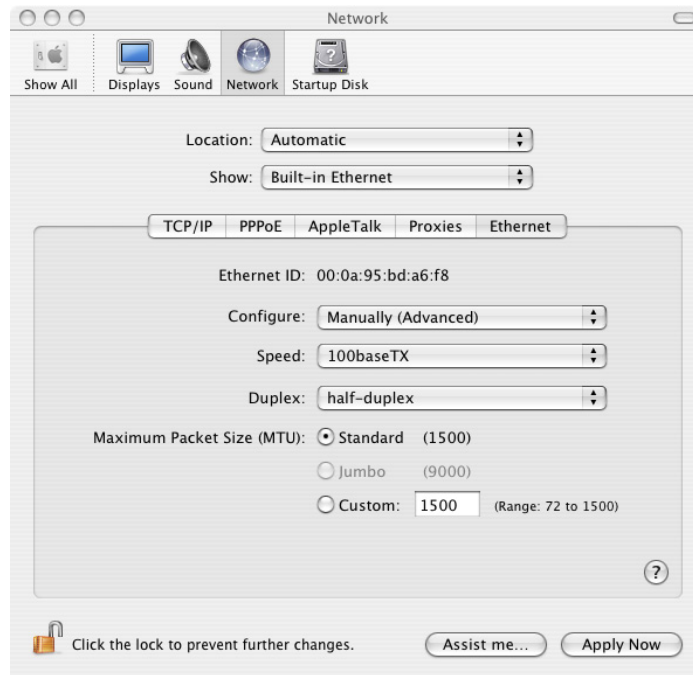 Network
Show All Displays Sound Network Startup Disk
Location: Automatic
Show: Built-in Ethernet
TCP/IP PPPoE AppleTalk Proxies Ethernet
Ethernet ID: 00:0a:95:bd:a6:f8
Configure: Manually (Advanced)
Speed: 100baseTX
Duplex: half-duplex
Maximum Packet Size (MTU): Standard (1500)
Jumbo (9000)
Custom: 1500 (Range: 72 to 1500)
?
Click the lock to prevent further changes. Assist me... Apply Now